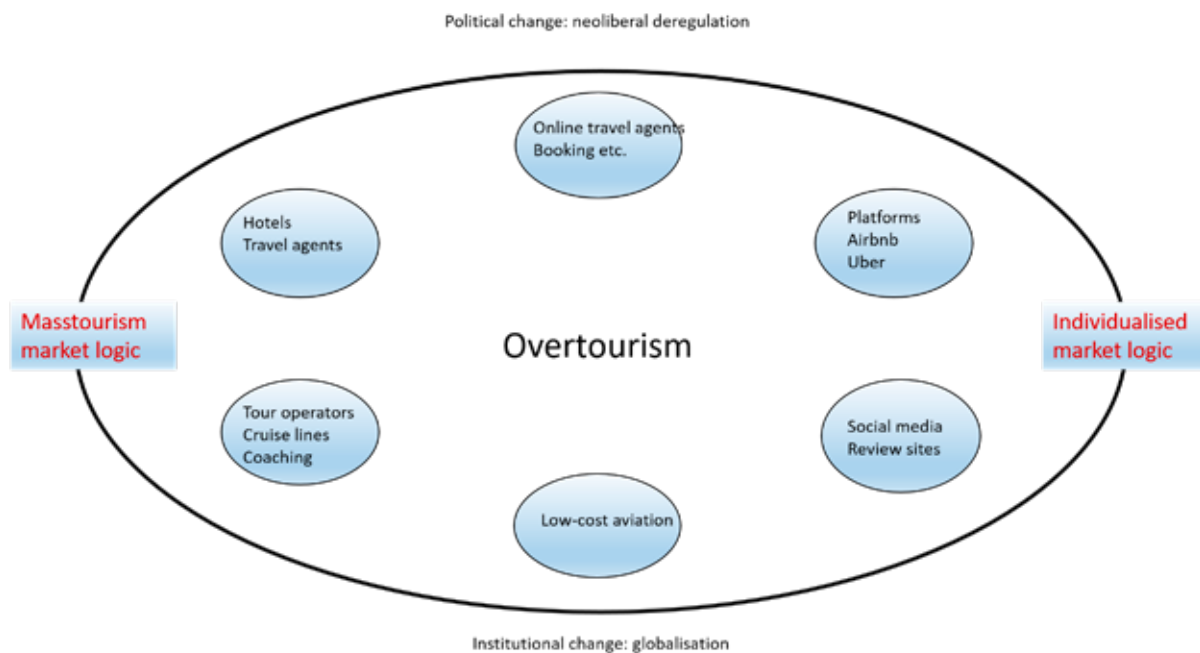 Political change: neoliberal deregulation
Online travel agents
Booking etc.
Hotels
Travel agents
Platforms
Airbnb
Uber
Masstourism
market logic
Overtourism
Individualised
market logic
Tour operators
Cruise lines
Coaching
Social media
Review sites
Low-cost aviation
Institutional change: globalisation